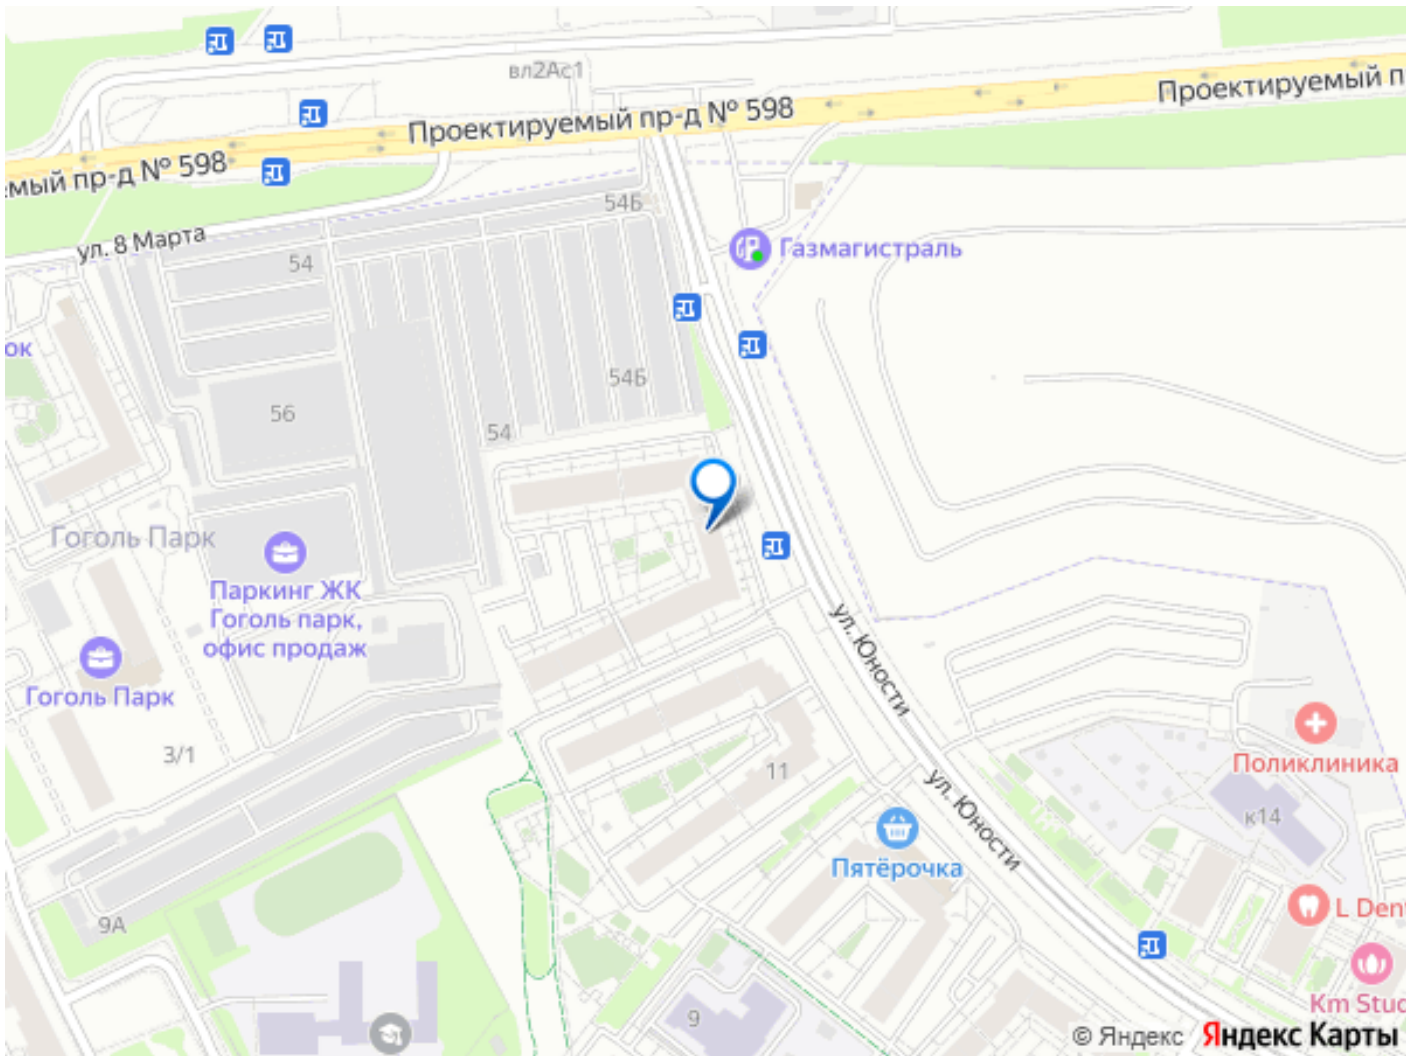 вл2Ас1
Проектируемый пр-д № 598
Проектируемый п
емый пр-д № 598
ул. 8 Марта
54Б
54
Газмагистраль
ок
54Б
56
54
Гоголь Парк
Паркинг ЖК
Гоголь парк,
офис продаж
Гоголь Парк
ул. Юности
3/1
11
Поликлиника
ул. Юности
к14
Пятёрочка
L Dent
9А
Km Stud
9
© Яндекс Яндекс Карты